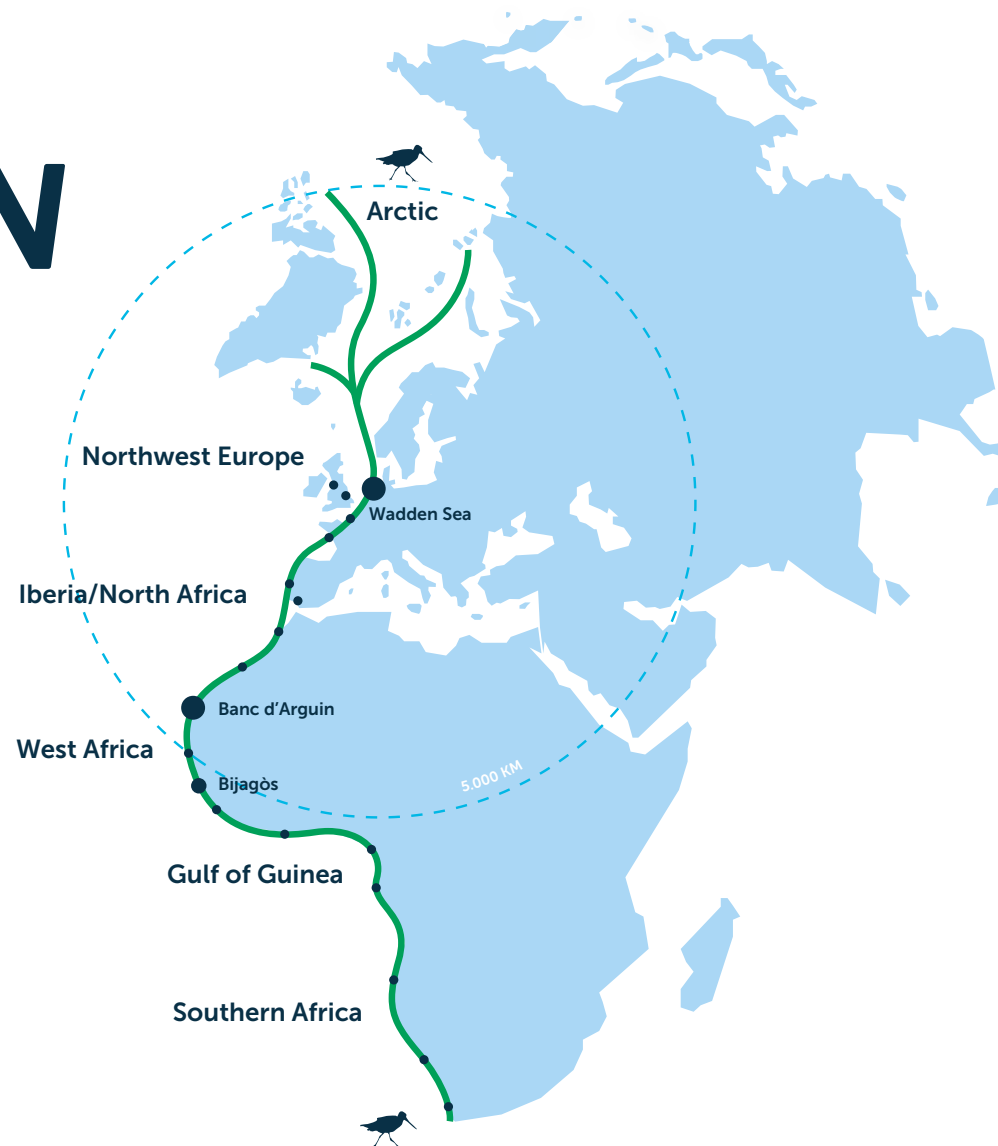 N
Arctic
Northwest Europe
Wadden Sea
Iberia/North Africa
Banc d’Arguin
West Africa
5.000 KM
Bijagòs
Gulf of Guinea
Southern Africa